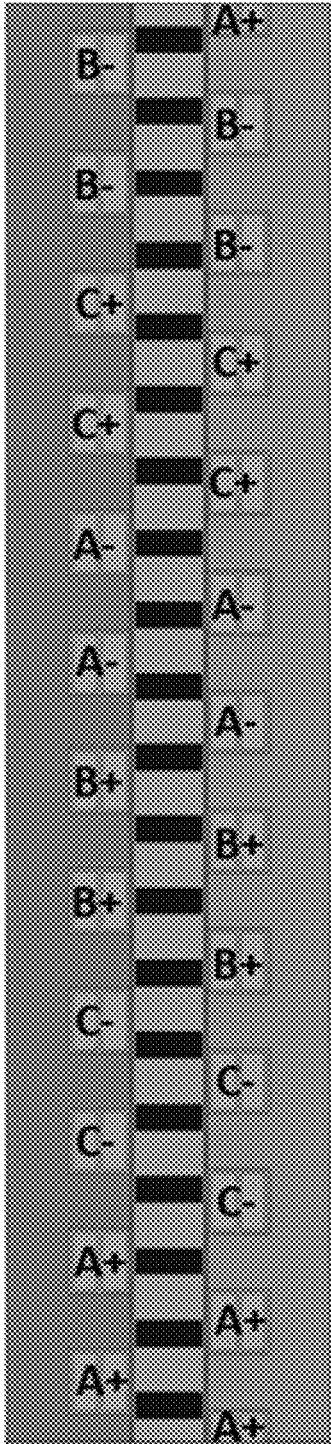 A+
B-
B-
B-
B-
C+
C+
C+
C+
A-
A-
A-
A-
B+
B+
B+
B+
C-
C-
C-
C-
A+
A+
A+
A+